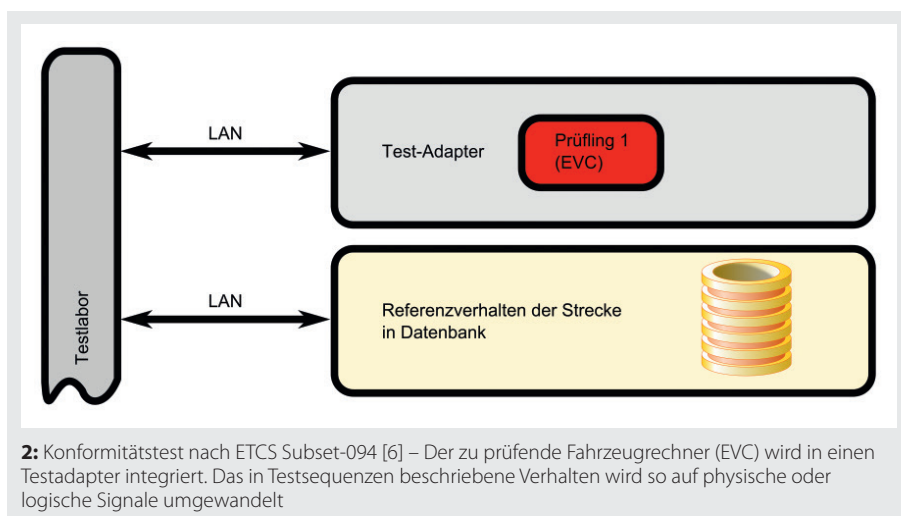 LAN
Test-Adapter
Prüfling 1
(EVC)
Testlabor
LAN
Referenzverhalten der Strecke
in Datenbank
2: Konformitätstest nach ETCS Subset-094 [6] – Der zu prüfende Fahrzeugrechner (EVC) wird in einen
Testadapter integriert. Das in Testsequenzen beschriebene Verhalten wird so auf physische oder
logische Signale umgewandelt